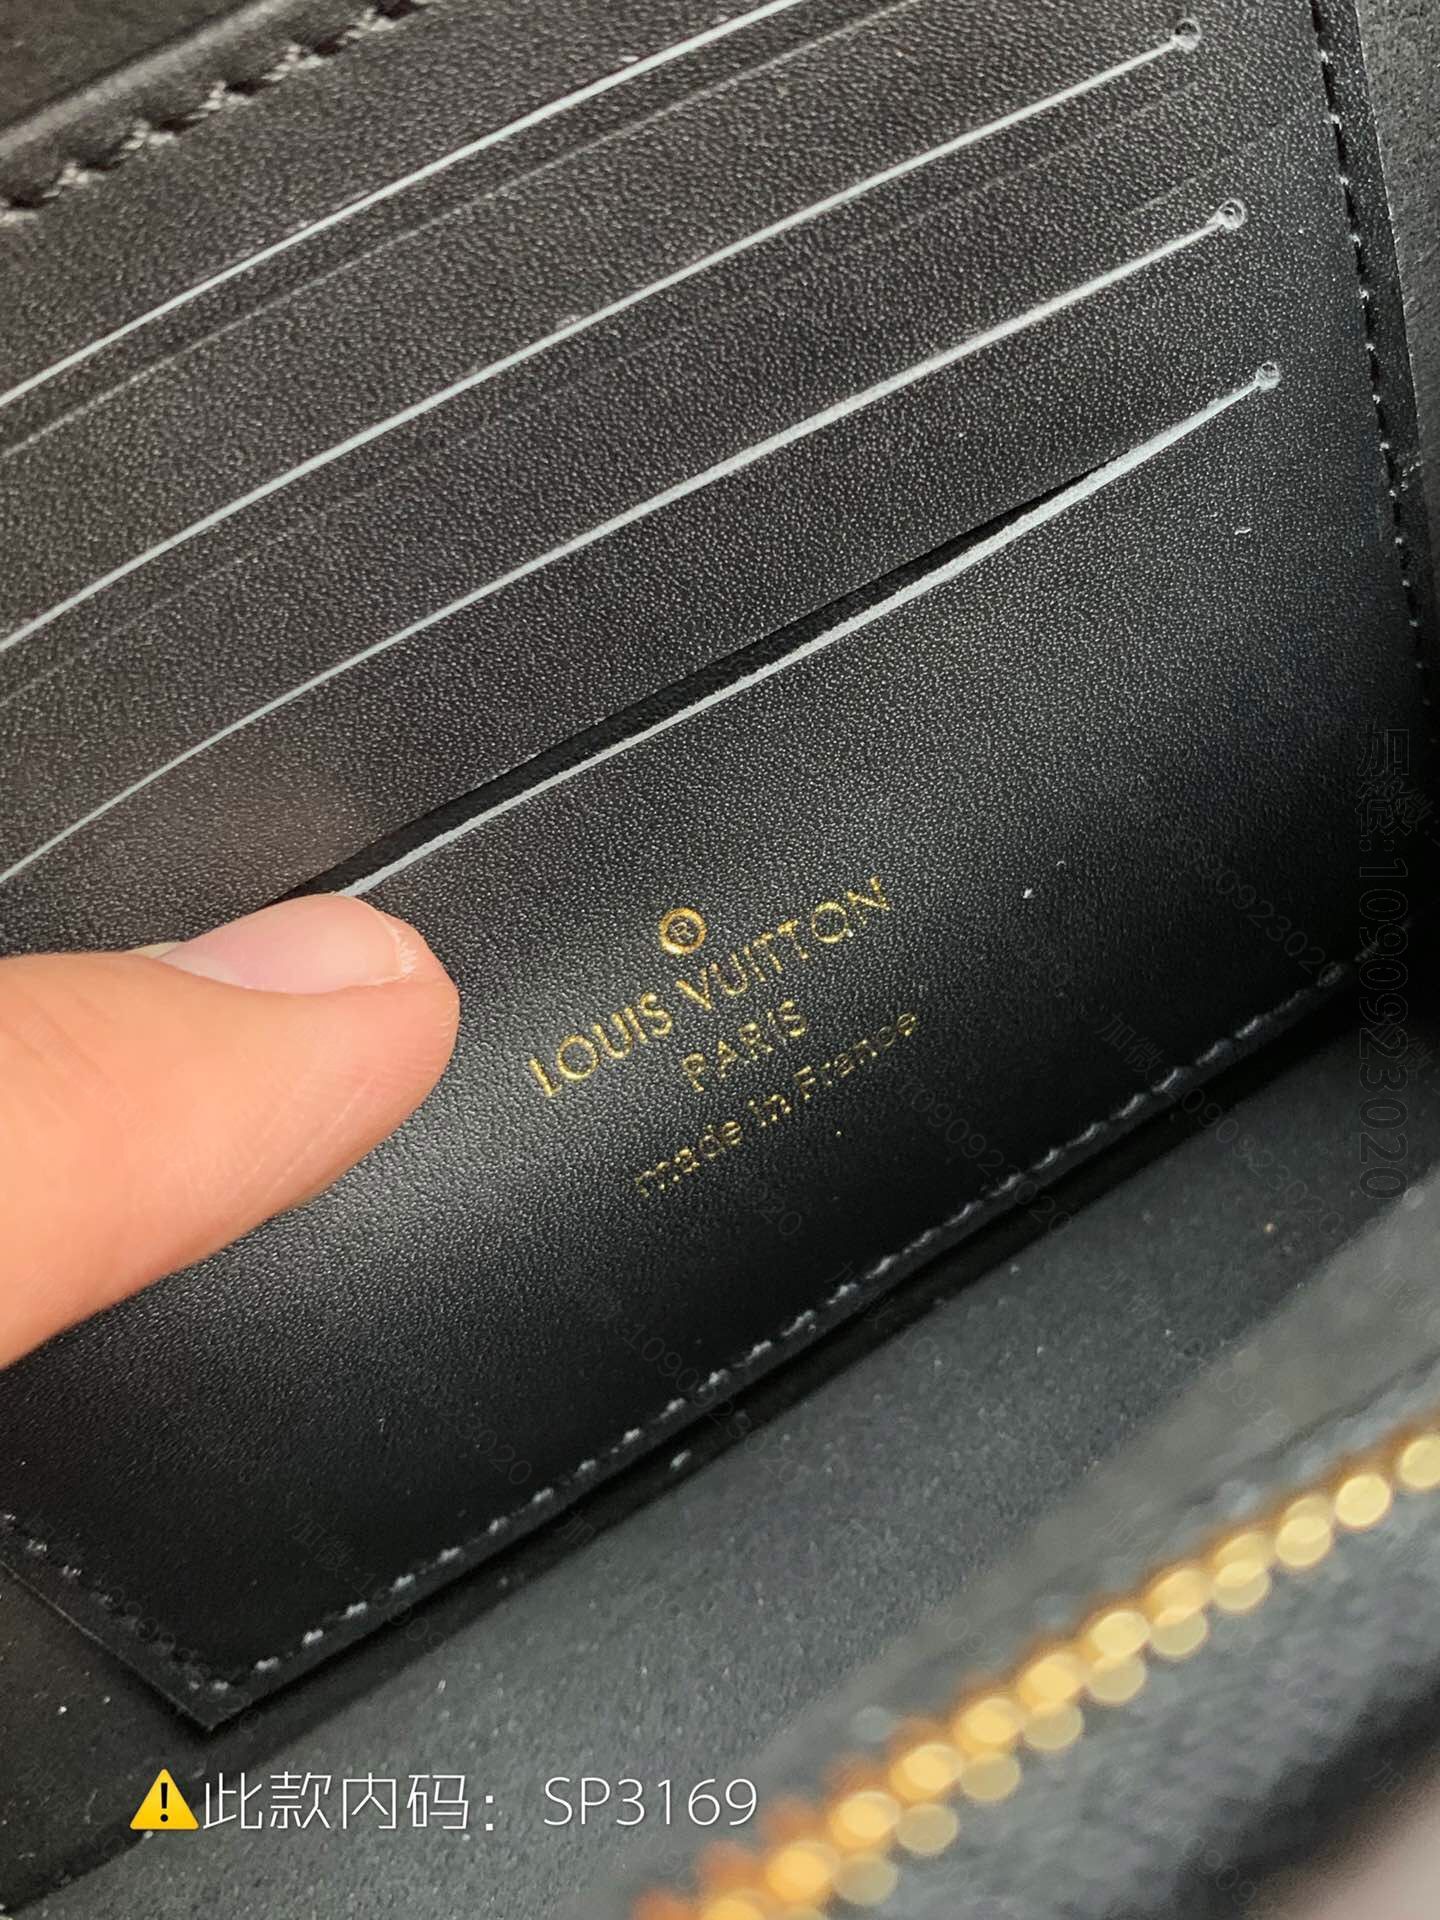 ®
LOUIS VUITTON
PARIS
made in France
加微:1090923020
⚠此款内码：SP3169